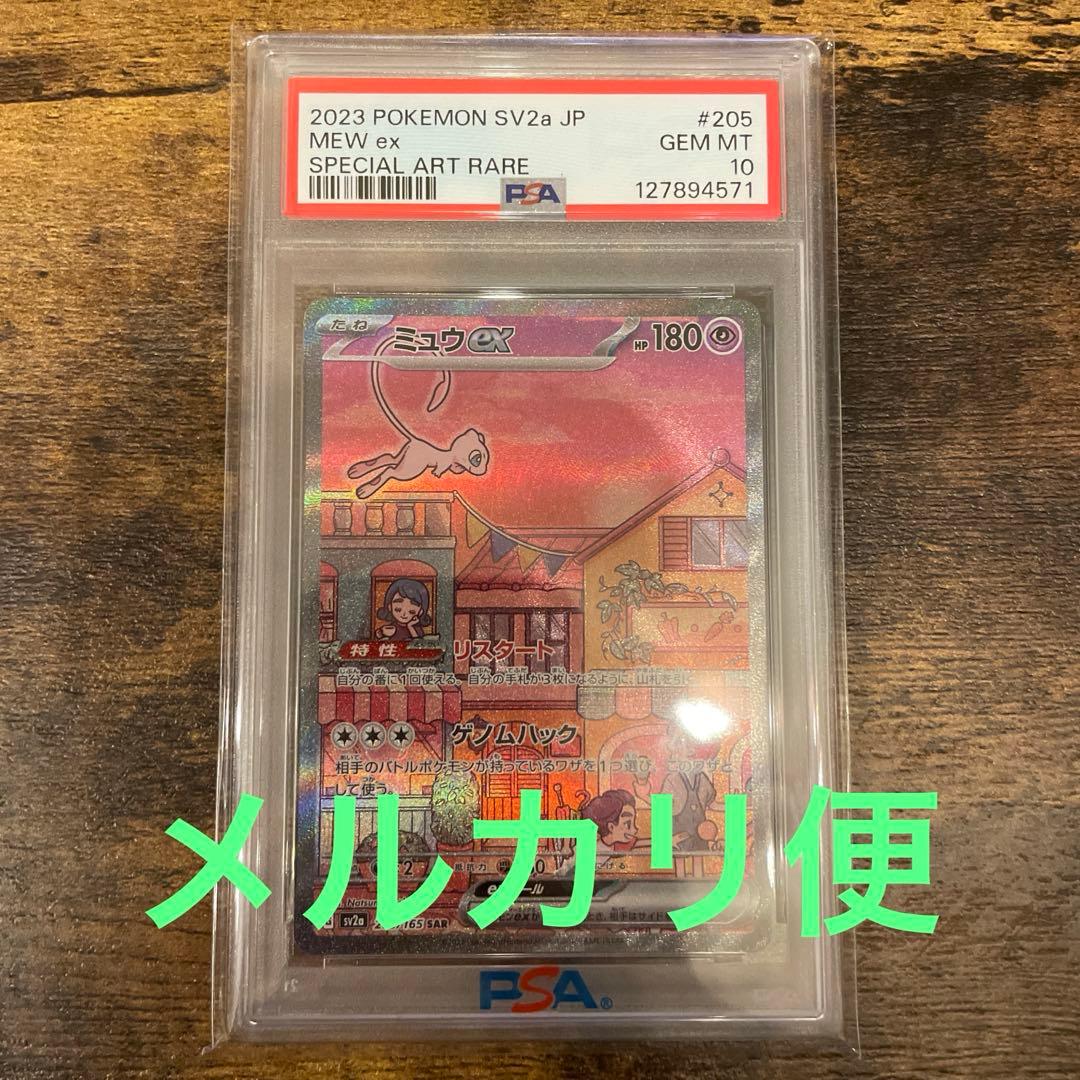 2023 POKEMON SV2a JP #205
MEW ex GEM MT
SPECIAL ART RARE 10
PSA 127894571
たね ミュウex HP 180
特性 リスタート
自分の番に1回使える。自分の手札が3枚になるように、山札を引く
ゲノムハック
相手のバトルポケモンが持っているワザを1つ選び、このワザと
して使う。
メルカリ便
抵抗力
sv2a /165 SAR
PSA